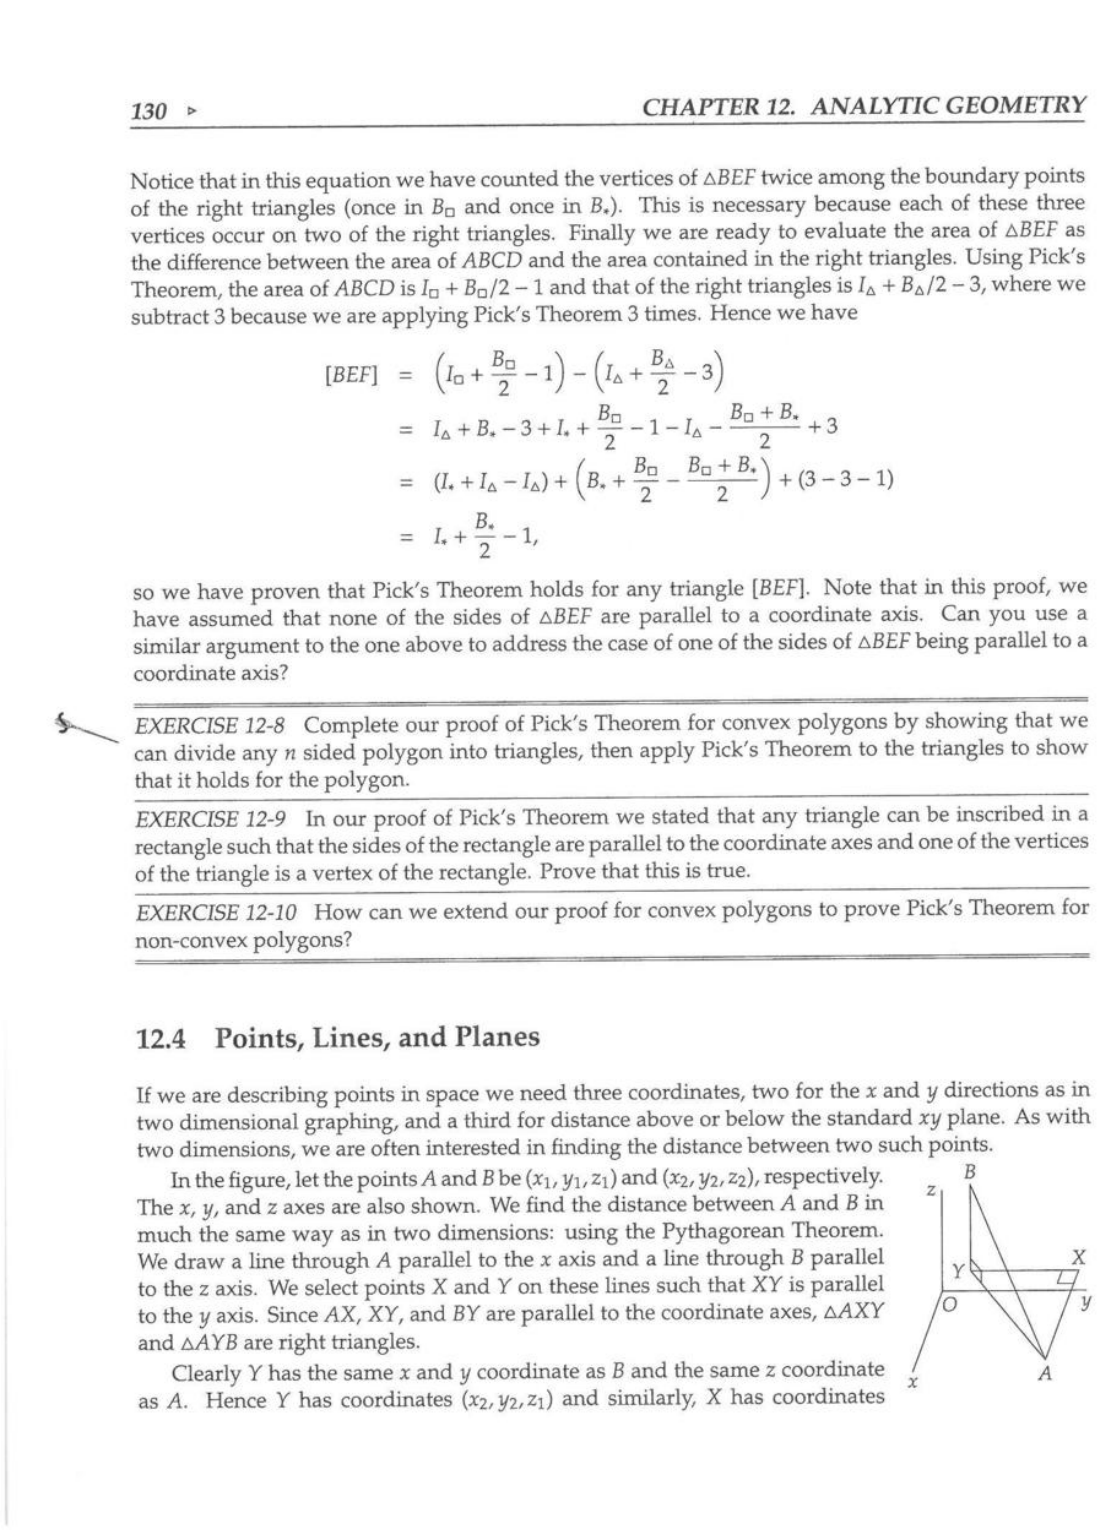 130 ▹ CHAPTER 12. ANALYTIC GEOMETRY
Notice that in this equation we have counted the vertices of △BEF twice among the boundary points
of the right triangles (once in B□ and once in B*). This is necessary because each of these three
vertices occur on two of the right triangles. Finally we are ready to evaluate the area of △BEF as
the difference between the area of ABCD and the area contained in the right triangles. Using Pick's
Theorem, the area of ABCD is I□ + B□/2 – 1 and that of the right triangles is I△ + B△/2 – 3, where we
subtract 3 because we are applying Pick's Theorem 3 times. Hence we have
[BEF] = (I□ + B□/2 – 1) – (I△ + B△/2 – 3)
= I△ + B* – 3 + I* + B□/2 – 1 – I△ – (B□ + B*)/2 + 3
= (I* + I△ – I△) + (B* + B□/2 – (B□ + B*)/2) + (3 – 3 – 1)
= I* + B*/2 – 1,
so we have proven that Pick's Theorem holds for any triangle [BEF]. Note that in this proof, we
have assumed that none of the sides of △BEF are parallel to a coordinate axis. Can you use a
similar argument to the one above to address the case of one of the sides of △BEF being parallel to a
coordinate axis?
EXERCISE 12-8 Complete our proof of Pick's Theorem for convex polygons by showing that we
can divide any n sided polygon into triangles, then apply Pick's Theorem to the triangles to show
that it holds for the polygon.
EXERCISE 12-9 In our proof of Pick's Theorem we stated that any triangle can be inscribed in a
rectangle such that the sides of the rectangle are parallel to the coordinate axes and one of the vertices
of the triangle is a vertex of the rectangle. Prove that this is true.
EXERCISE 12-10 How can we extend our proof for convex polygons to prove Pick's Theorem for
non-convex polygons?
12.4 Points, Lines, and Planes
If we are describing points in space we need three coordinates, two for the x and y directions as in
two dimensional graphing, and a third for distance above or below the standard xy plane. As with
two dimensions, we are often interested in finding the distance between two such points.
In the figure, let the points A and B be (x₁, y₁, z₁) and (x₂, y₂, z₂), respectively.
The x, y, and z axes are also shown. We find the distance between A and B in
much the same way as in two dimensions: using the Pythagorean Theorem.
We draw a line through A parallel to the x axis and a line through B parallel
to the z axis. We select points X and Y on these lines such that XY is parallel
to the y axis. Since AX, XY, and BY are parallel to the coordinate axes, △AXY
and △AYB are right triangles.
Clearly Y has the same x and y coordinate as B and the same z coordinate
as A. Hence Y has coordinates (x₂, y₂, z₁) and similarly, X has coordinates
B
z
X
Y
O
y
A
x